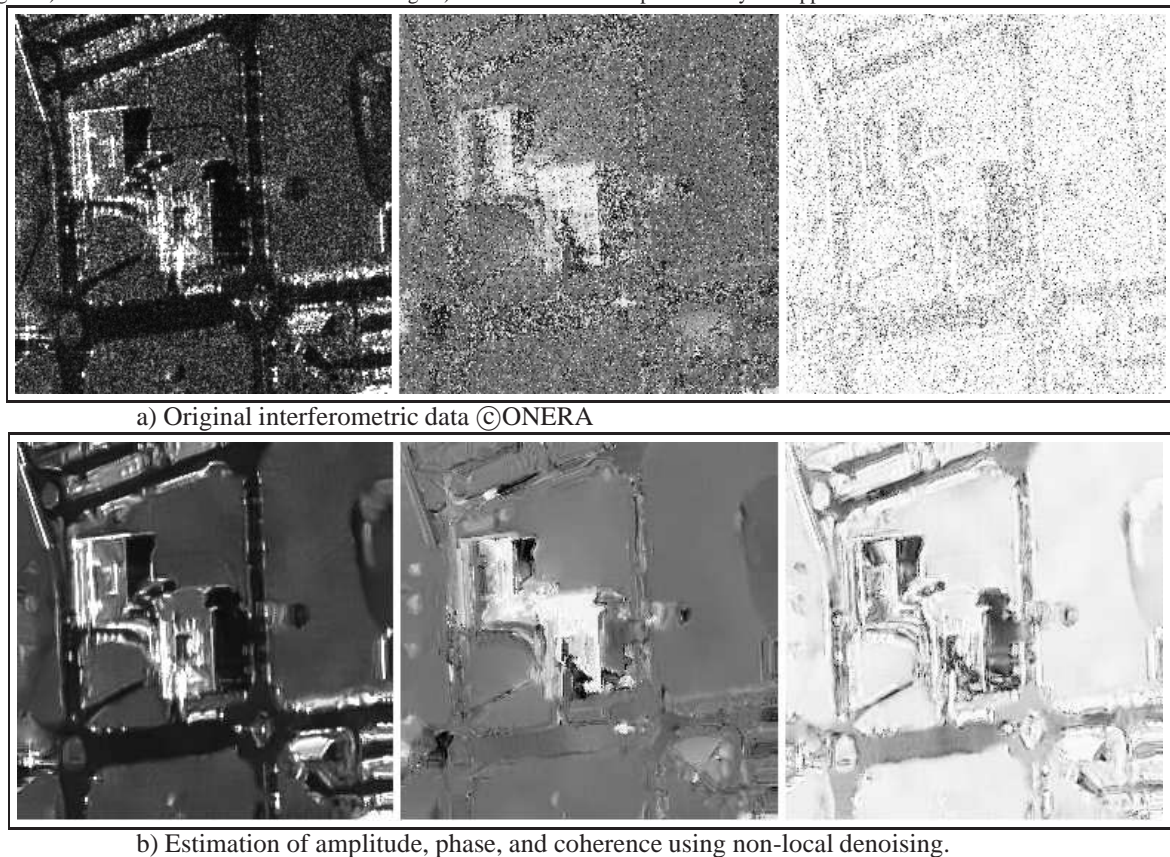 a) Original interferometric data ©ONERA
b) Estimation of amplitude, phase, and coherence using non-local denoising.